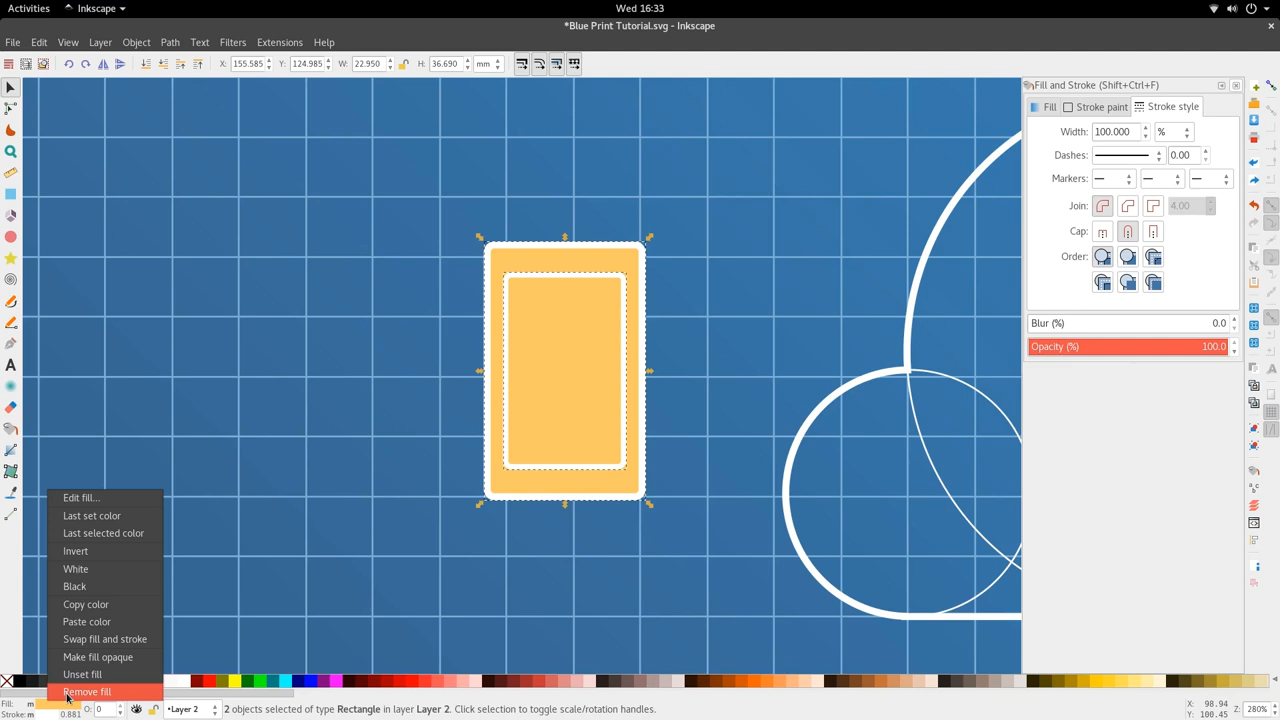 Activities Inkscape Wed 16:33
*Blue Print Tutorial.svg - Inkscape
File Edit View Layer Object Path Text Filters Extensions Help
X: 155.585 Y: 124.985 W: 22.950 H: 36.690 mm
Fill and Stroke (Shift+Ctrl+F)
Fill Stroke paint Stroke style
Width: 100.000 %
Dashes: 0.00
Markers:
Join: 4.00
Cap:
Order:
Blur (%) 0.0
Opacity (%) 100.0
Edit fill...
Last set color
Last selected color
Invert
White
Black
Copy color
Paste color
Swap fill and stroke
Make fill opaque
Unset fill
Remove fill
Fill: m
Stroke: m 0.881
O: 0
•Layer 2
2 objects selected of type Rectangle in layer Layer 2. Click selection to toggle scale/rotation handles.
X: 98.94
Y: 100.45
Z: 280%